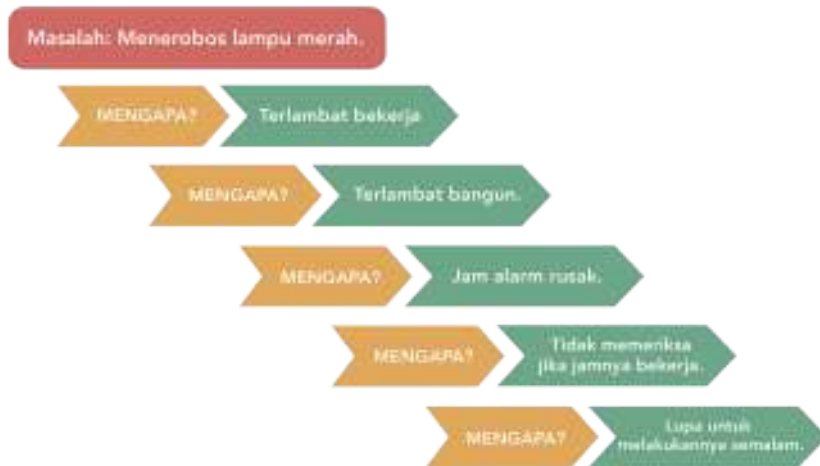 Masalah: Menerobos lampu merah.
MENGAPA? Terlambat bekerja
MENGAPA? Terlambat bangun.
MENGAPA? Jam alarm rusak.
MENGAPA? Tidak memeriksa
jika jamnya bekerja.
MENGAPA? Lupa untuk
melakukannya semalam.